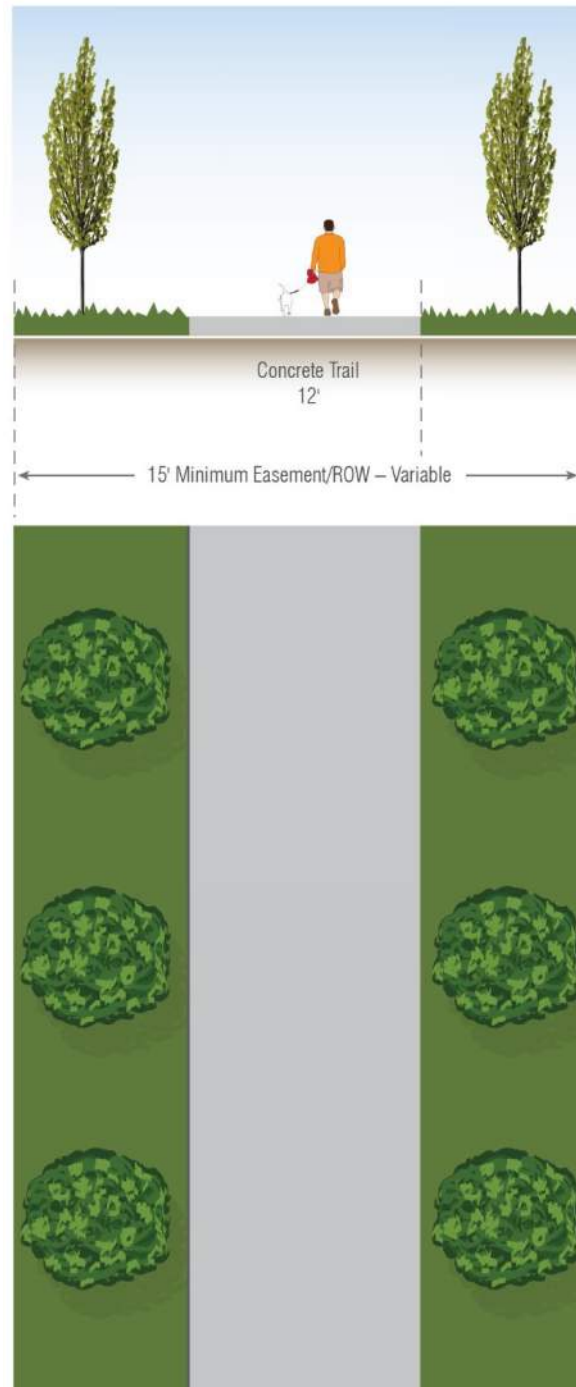 Concrete Trail
12'
15' Minimum Easement/ROW – Variable